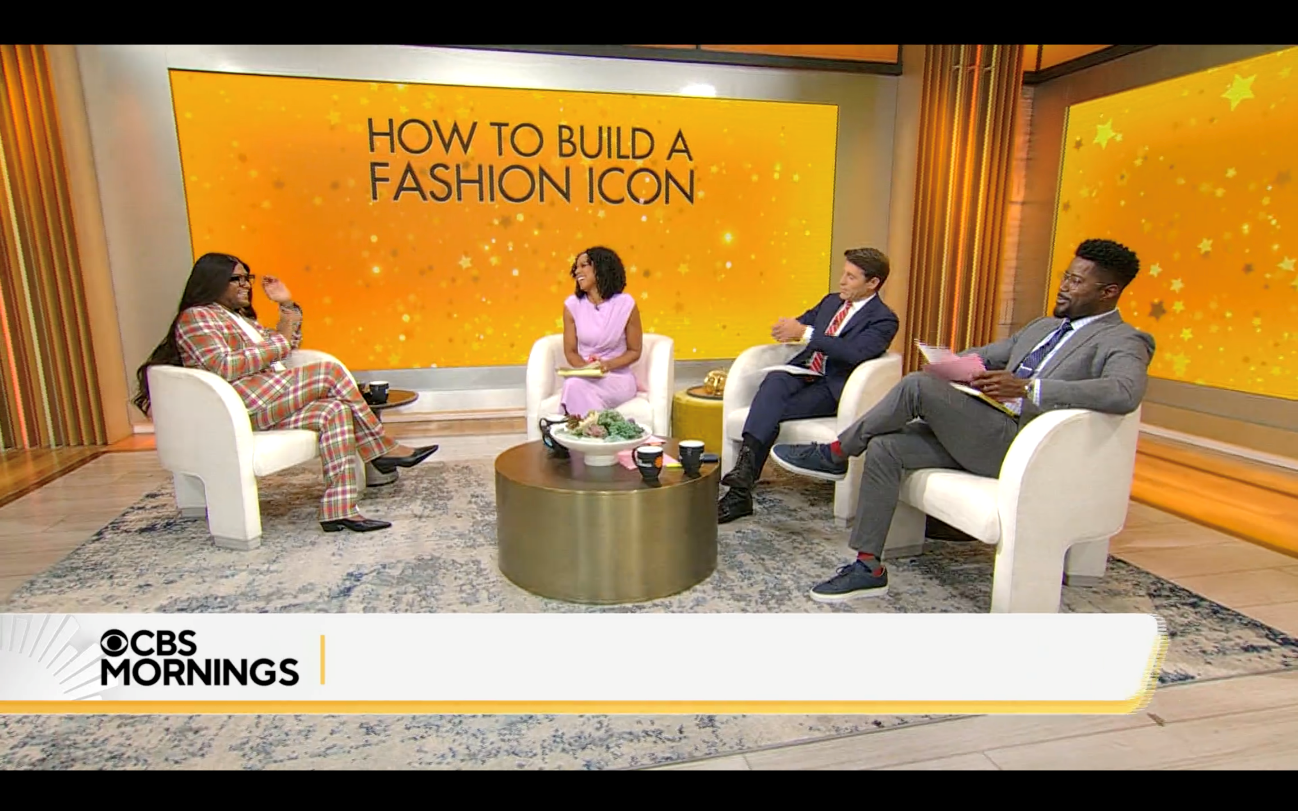 HOW TO BUILD A
FASHION ICON
CBS
MORNINGS